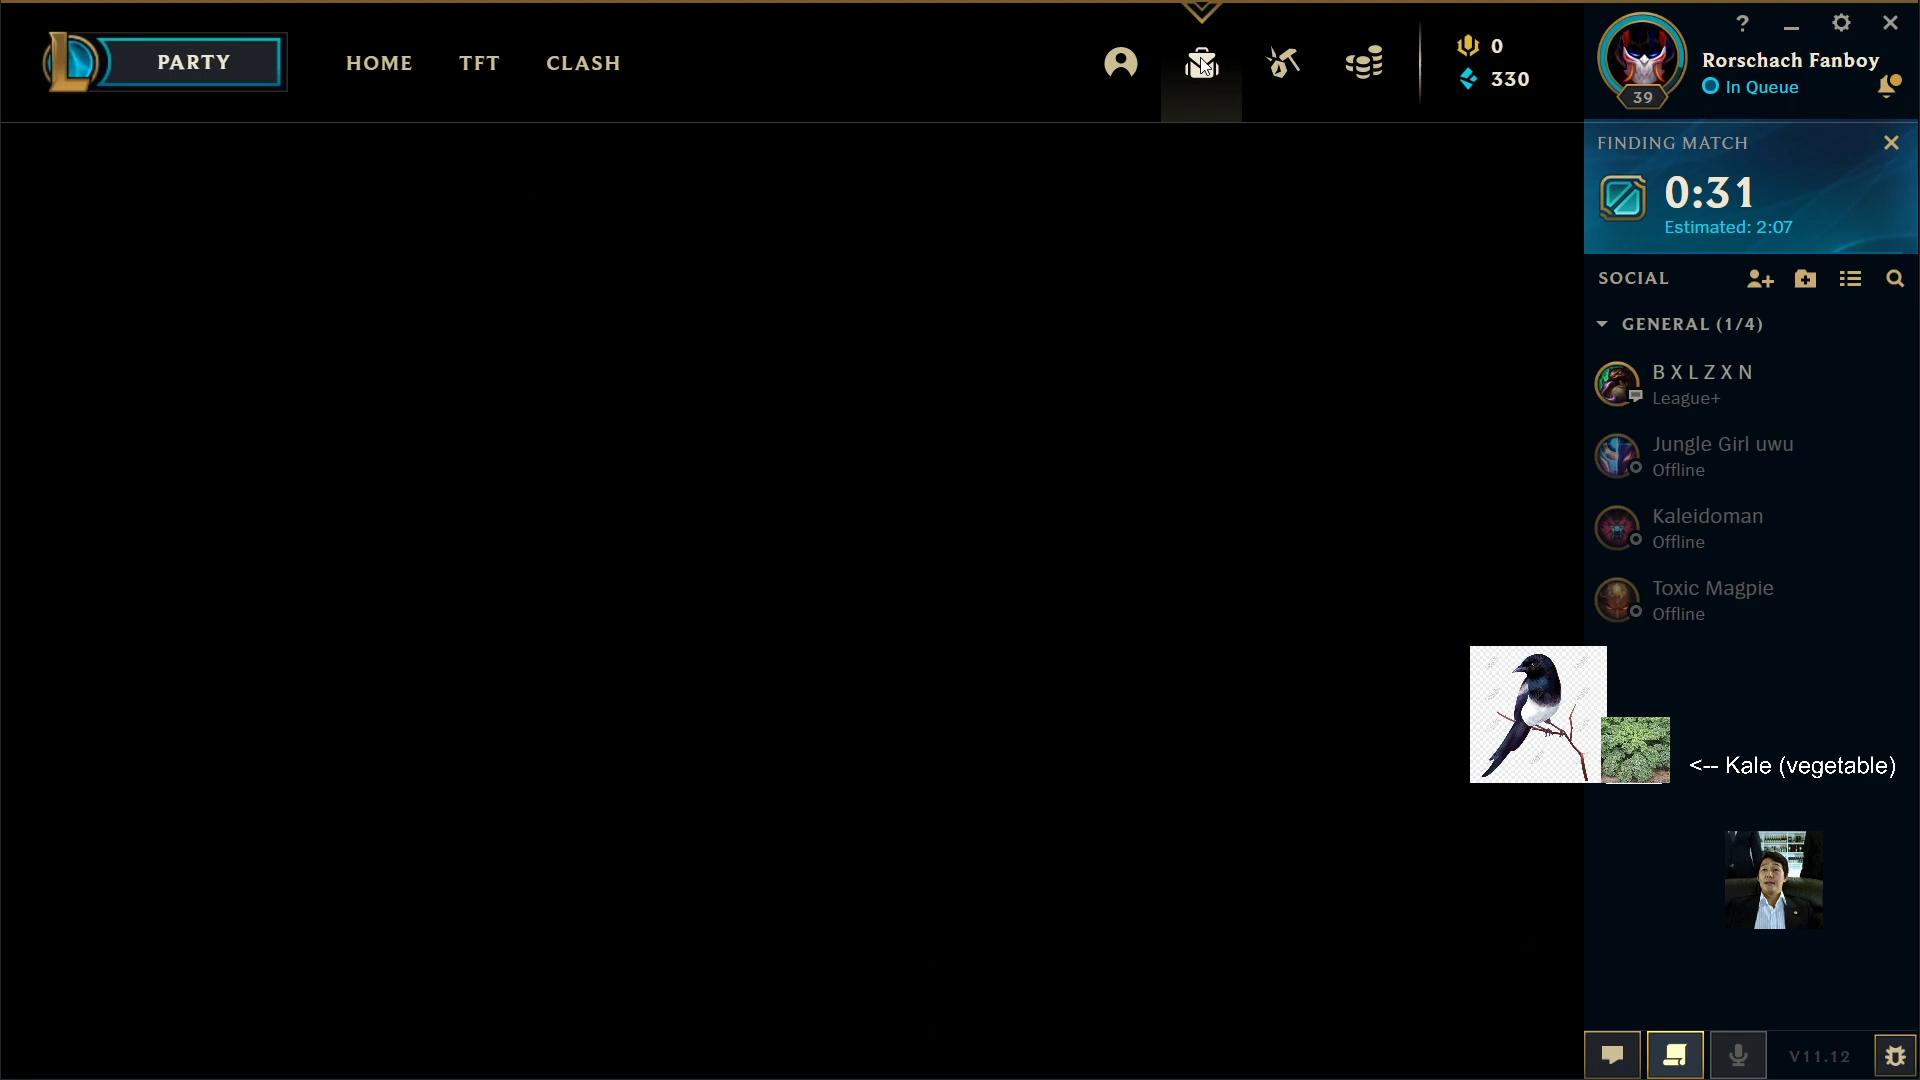 PARTY
HOME
TFT
CLASH
0
330
39
Rorschach Fanboy
In Queue
FINDING MATCH
0:31
Estimated: 2:07
SOCIAL
GENERAL (1/4)
B X L Z X N
League+
Jungle Girl uwu
Offline
Kaleidoman
Offline
Toxic Magpie
Offline
<-- Kale (vegetable)
V11.12